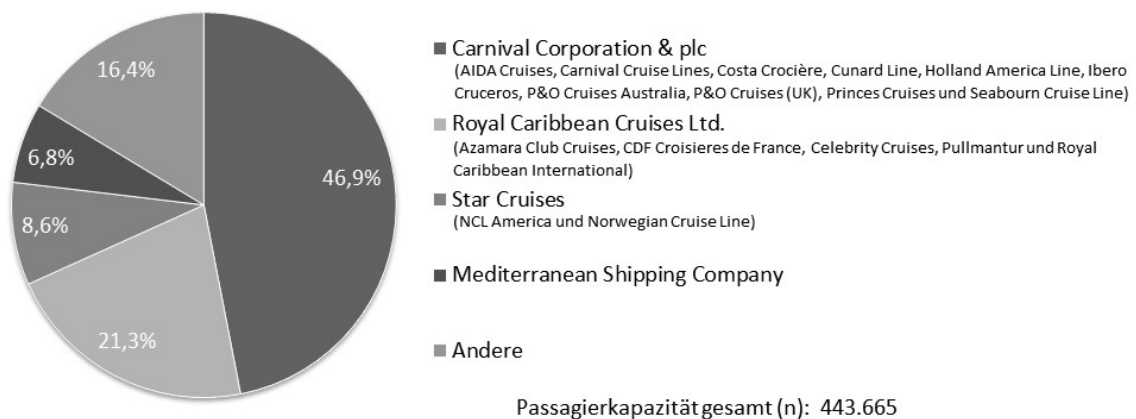 16,4%
6,8%
8,6%
21,3%
46,9%
Carnival Corporation & plc
(AIDA Cruises, Carnival Cruise Lines, Costa Crocière, Cunard Line, Holland America Line, Ibero
Cruceros, P&O Cruises Australia, P&O Cruises (UK), Princes Cruises und Seabourn Cruise Line)
Royal Caribbean Cruises Ltd.
(Azamara Club Cruises, CDF Croisieres de France, Celebrity Cruises, Pullmantur und Royal
Caribbean International)
Star Cruises
(NCL America und Norwegian Cruise Line)
Mediterranean Shipping Company
Andere
Passagierkapazität gesamt (n): 443.665